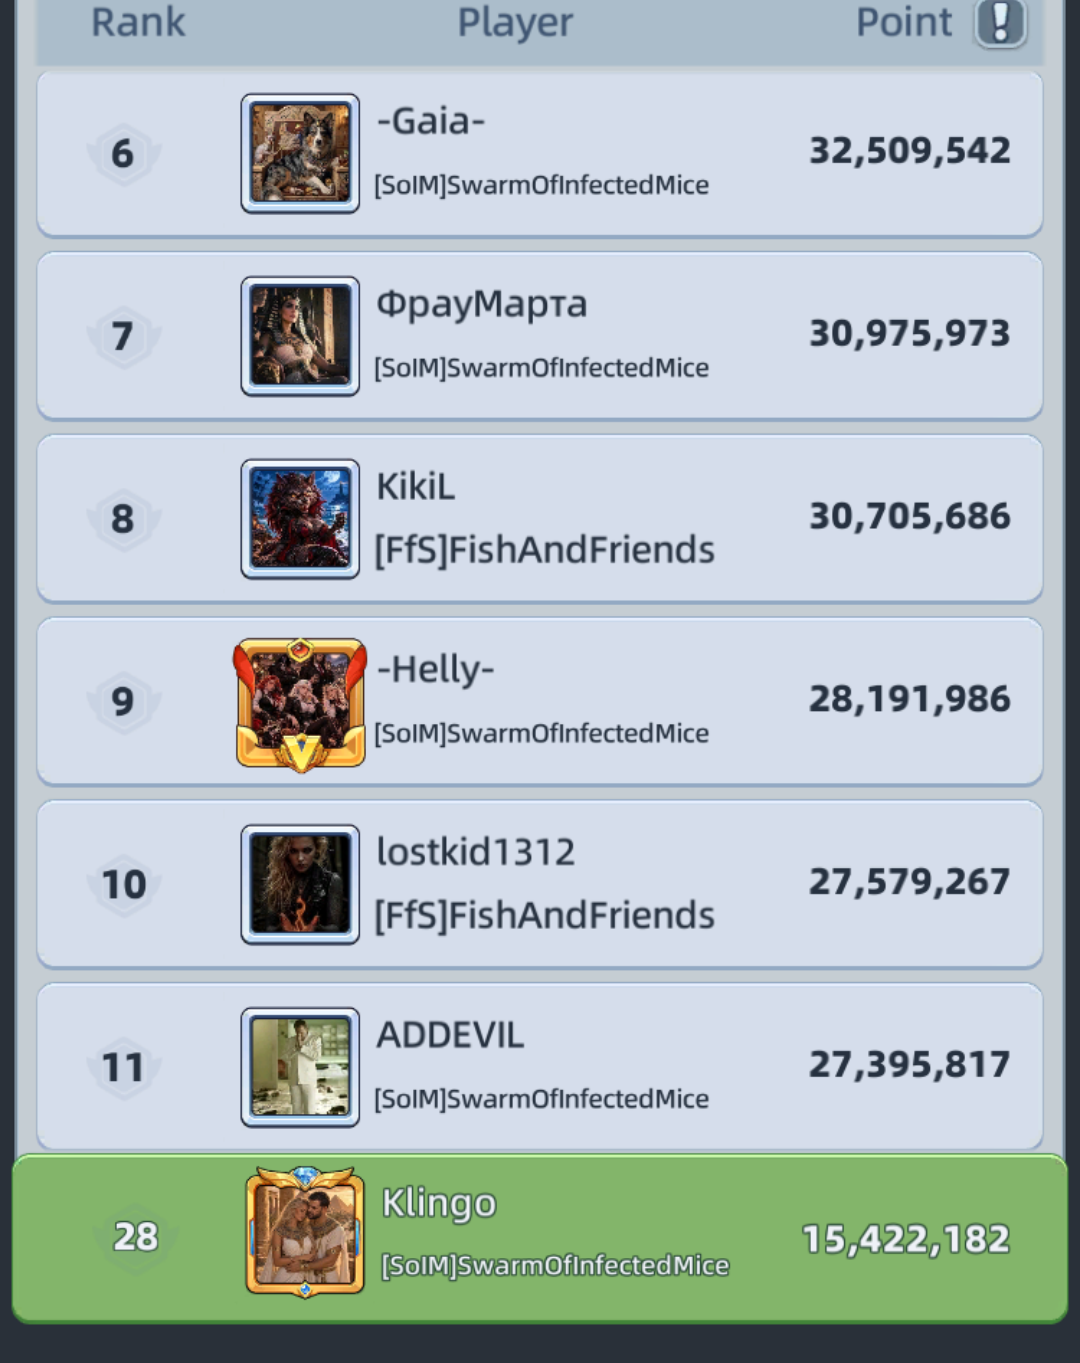 Rank Player Point !
6 -Gaia- 32,509,542
[SoIM]SwarmOfInfectedMice
7 ФрауМарта 30,975,973
[SoIM]SwarmOfInfectedMice
8 KikiL 30,705,686
[FfS]FishAndFriends
9 -Helly- 28,191,986
[SoIM]SwarmOfInfectedMice
V
10 lostkid1312 27,579,267
[FfS]FishAndFriends
11 ADDEVIL 27,395,817
[SoIM]SwarmOfInfectedMice
28 Klingo 15,422,182
[SoIM]SwarmOfInfectedMice